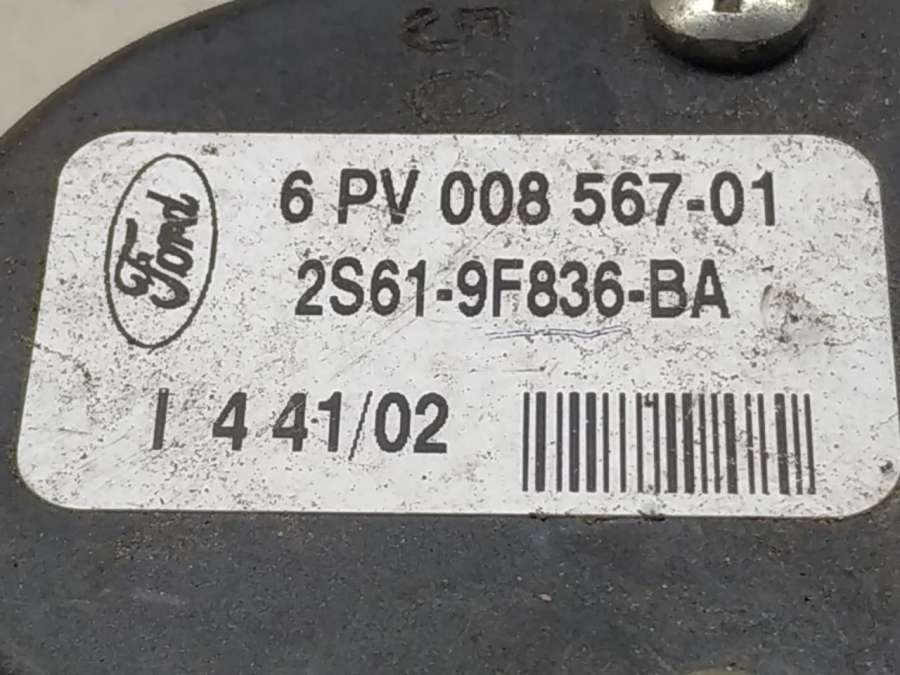 Ford
6 PV 008 567-01
2S61-9F836-BA
I 4 41/02